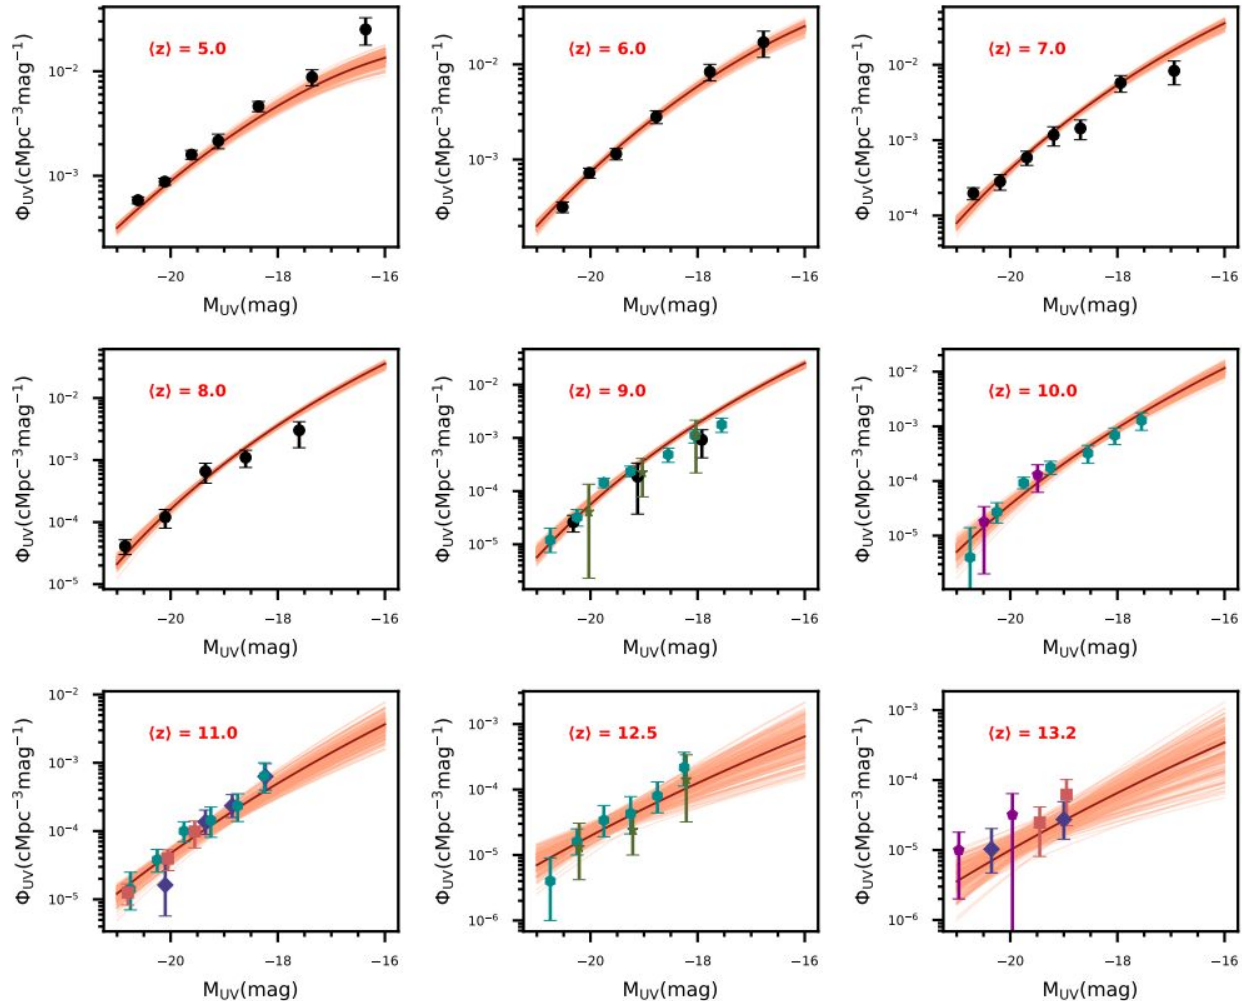 ⟨z⟩ = 5.0
10⁻²
10⁻³
Φ_UV(cMpc⁻³mag⁻¹)
−20 −18 −16
M_UV(mag)
⟨z⟩ = 6.0
10⁻²
10⁻³
Φ_UV(cMpc⁻³mag⁻¹)
−20 −18 −16
M_UV(mag)
⟨z⟩ = 7.0
10⁻²
10⁻³
10⁻⁴
Φ_UV(cMpc⁻³mag⁻¹)
−20 −18 −16
M_UV(mag)
⟨z⟩ = 8.0
10⁻²
10⁻³
10⁻⁴
10⁻⁵
Φ_UV(cMpc⁻³mag⁻¹)
−20 −18 −16
M_UV(mag)
⟨z⟩ = 9.0
10⁻²
10⁻³
10⁻⁴
10⁻⁵
Φ_UV(cMpc⁻³mag⁻¹)
−20 −18 −16
M_UV(mag)
⟨z⟩ = 10.0
10⁻²
10⁻³
10⁻⁴
10⁻⁵
Φ_UV(cMpc⁻³mag⁻¹)
−20 −18 −16
M_UV(mag)
⟨z⟩ = 11.0
10⁻²
10⁻³
10⁻⁴
10⁻⁵
Φ_UV(cMpc⁻³mag⁻¹)
−20 −18 −16
M_UV(mag)
⟨z⟩ = 12.5
10⁻³
10⁻⁴
10⁻⁵
10⁻⁶
Φ_UV(cMpc⁻³mag⁻¹)
−20 −18 −16
M_UV(mag)
⟨z⟩ = 13.2
10⁻³
10⁻⁴
10⁻⁵
10⁻⁶
Φ_UV(cMpc⁻³mag⁻¹)
−20 −18 −16
M_UV(mag)